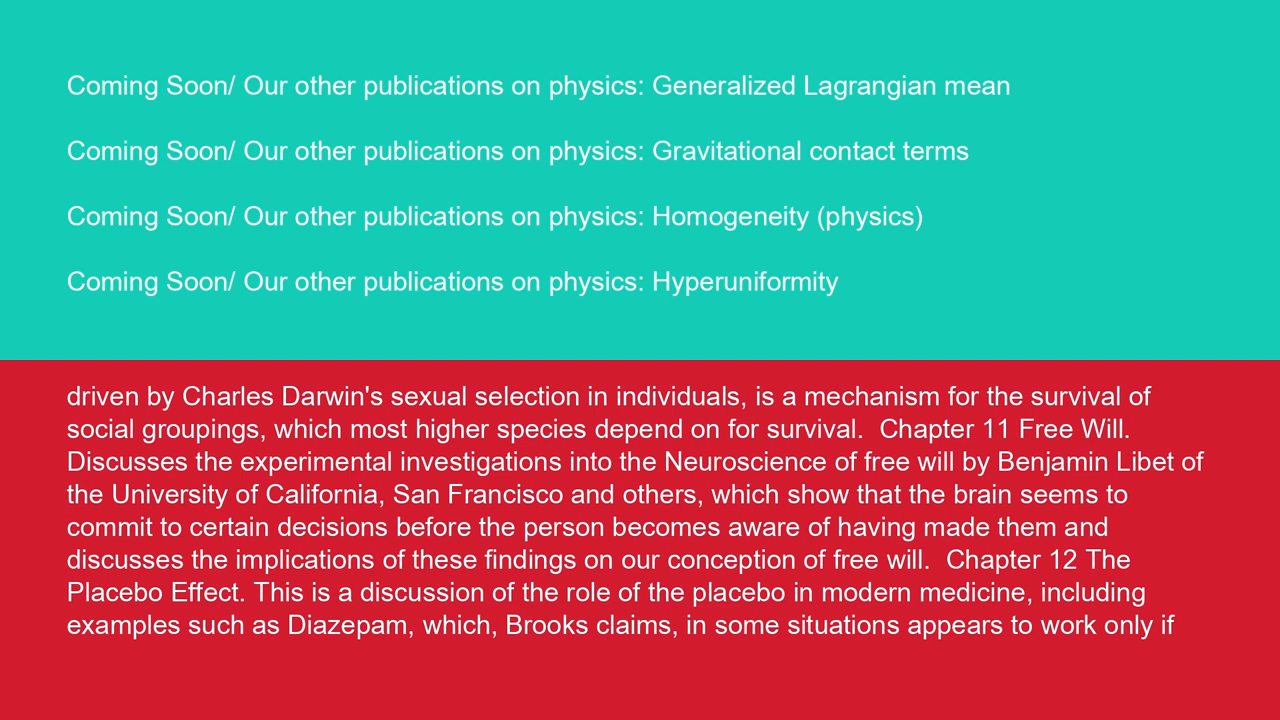 Coming Soon/ Our other publications on physics: Generalized Lagrangian mean
Coming Soon/ Our other publications on physics: Gravitational contact terms
Coming Soon/ Our other publications on physics: Homogeneity (physics)
Coming Soon/ Our other publications on physics: Hyperuniformity
driven by Charles Darwin's sexual selection in individuals, is a mechanism for the survival of
social groupings, which most higher species depend on for survival.  Chapter 11 Free Will.
Discusses the experimental investigations into the Neuroscience of free will by Benjamin Libet of
the University of California, San Francisco and others, which show that the brain seems to
commit to certain decisions before the person becomes aware of having made them and
discusses the implications of these findings on our conception of free will.  Chapter 12 The
Placebo Effect. This is a discussion of the role of the placebo in modern medicine, including
examples such as Diazepam, which, Brooks claims, in some situations appears to work only if